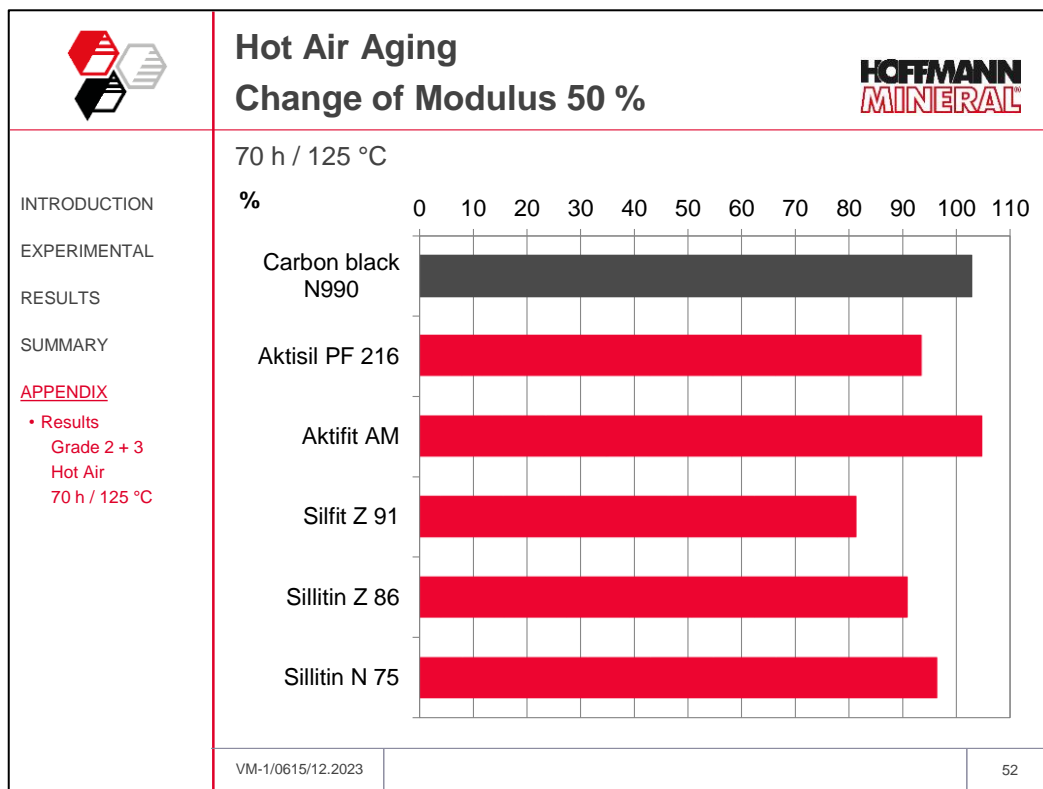 Hot Air Aging
Change of Modulus 50 %
HOFFMANN
MINERAL®
INTRODUCTION
EXPERIMENTAL
RESULTS
SUMMARY
APPENDIX
• Results
Grade 2 + 3
Hot Air
70 h / 125 °C
70 h / 125 °C
%
0 10 20 30 40 50 60 70 80 90 100 110
Carbon black
N990
Aktisil PF 216
Aktifit AM
Silfit Z 91
Sillitin Z 86
Sillitin N 75
VM-1/0615/12.2023
52